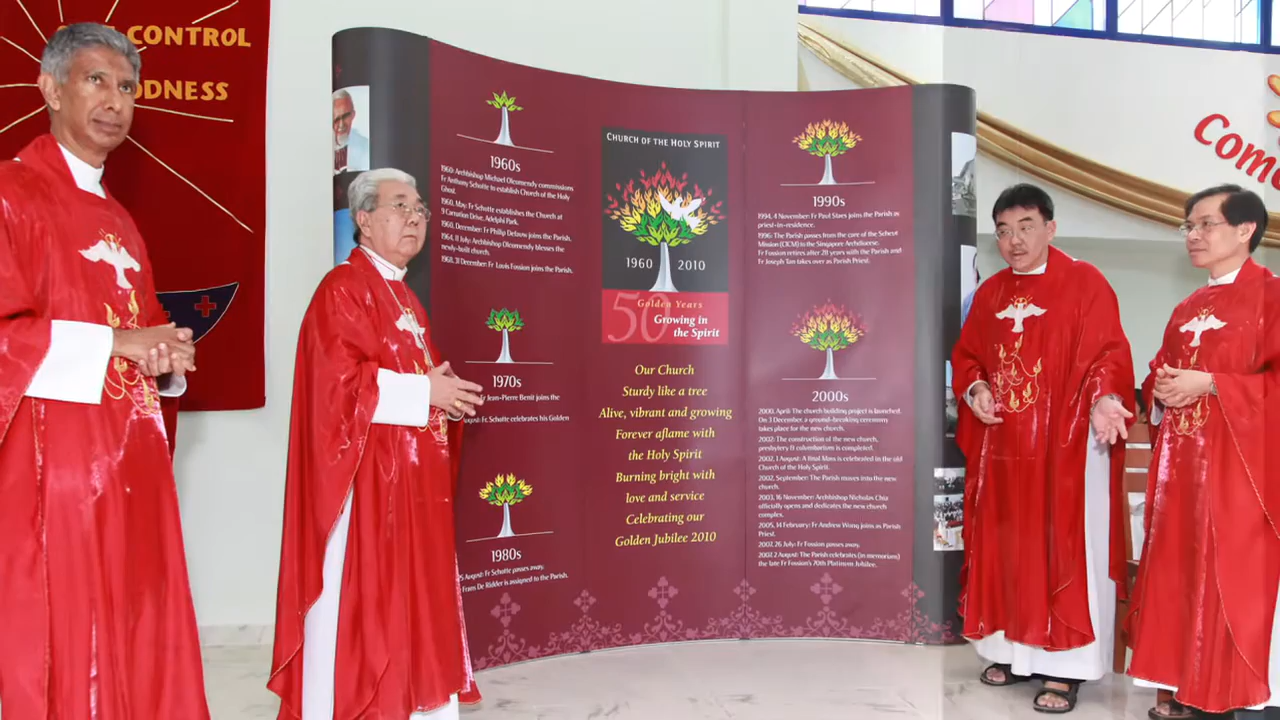 CONTROL
ODNESS
Com
1960s
1960: Archbishop Michael Olcomendy commissions
Fr Anthony Schotte to establish Church of the Holy
Ghost.
1960, May: Fr Schotte establishes the Church at
9 Carnation Drive, Adelphi Park.
1960, December: Fr Philip Delauw joins the Parish.
1964, 11 July: Archbishop Olcomendy blesses the
newly-built church.
1968, 31 December: Fr Louis Fossion joins the Parish.
1970s
Fr Jean-Pierre Benit joins the
August: Fr Schotte celebrates his Golden
1980s
25 August: Fr Schotte passes away.
Frans De Ridder is assigned to the Parish.
CHURCH OF THE HOLY SPIRIT
1960 2010
50
Golden Years
Growing in
the Spirit
Our Church
Sturdy like a tree
Alive, vibrant and growing
Forever aflame with
the Holy Spirit
Burning bright with
love and service
Celebrating our
Golden Jubilee 2010
1990s
1994, 4 November: Fr Paul Staes joins the Parish as
priest-in-residence.
1996: The Parish passes from the care of the Scheut
Mission (CICM) to the Singapore Archdiocese.
Fr Fossion retires after 28 years with the Parish and
Fr Joseph Tan takes over as Parish Priest.
2000s
2000, April: The church building project is launched.
On 3 December, a ground-breaking ceremony
takes place for the new church.
2002: The construction of the new church,
presbytery & columbarium is completed.
2002, 1 August: A final Mass is celebrated in the old
Church of the Holy Spirit.
2002, September: The Parish moves into the new
church.
2003, 16 November: Archbishop Nicholas Chia
officially opens and dedicates the new church
complex.
2005, 14 February: Fr Andrew Wong joins as Parish
Priest.
2007, 26 July: Fr Fossion passes away.
2007, 2 August: The Parish celebrates (in memoriam)
the late Fr Fossion's 70th Platinum Jubilee.